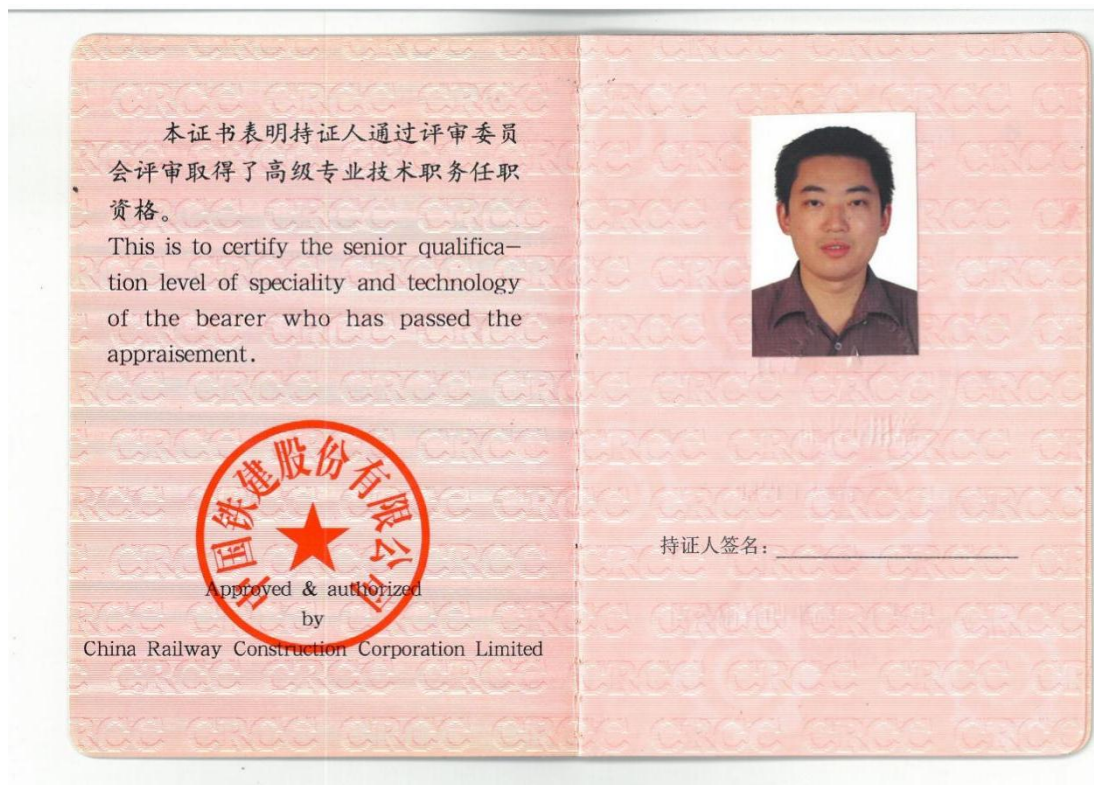 本证书表明持证人通过评审委员
会评审取得了高级专业技术职务任职
资格。
This is to certify the senior qualifica-
tion level of speciality and technology
of the bearer who has passed the
appraisement.
中国铁建股份有限公司
Approved & authorized
by
China Railway Construction Corporation Limited
持证人签名: